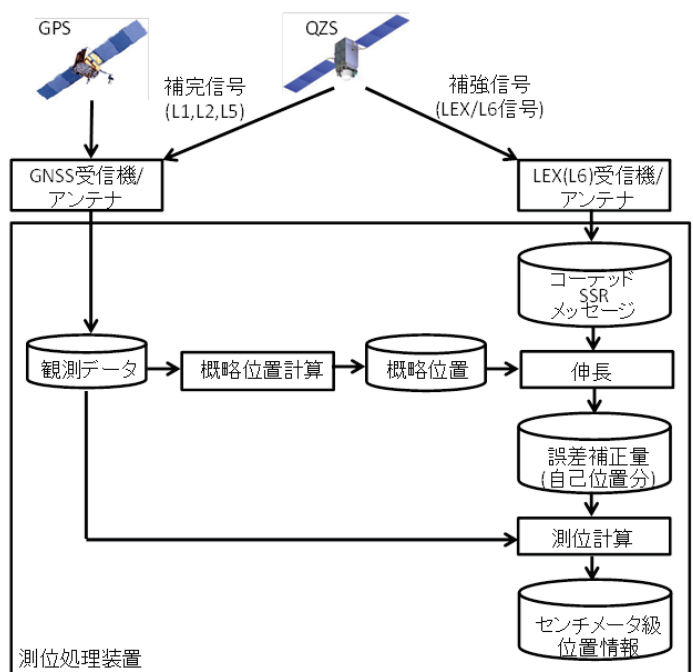 GPS
QZS
補完信号
(L1,L2,L5)
補強信号
(LEX/L6信号)
GNSS受信機/
アンテナ
LEX(L6)受信機/
アンテナ
コーテッド
SSR
メッセージ
観測データ
概略位置計算
概略位置
伸長
誤差補正量
(自己位置分)
測位計算
センチメータ級
位置情報
測位処理装置